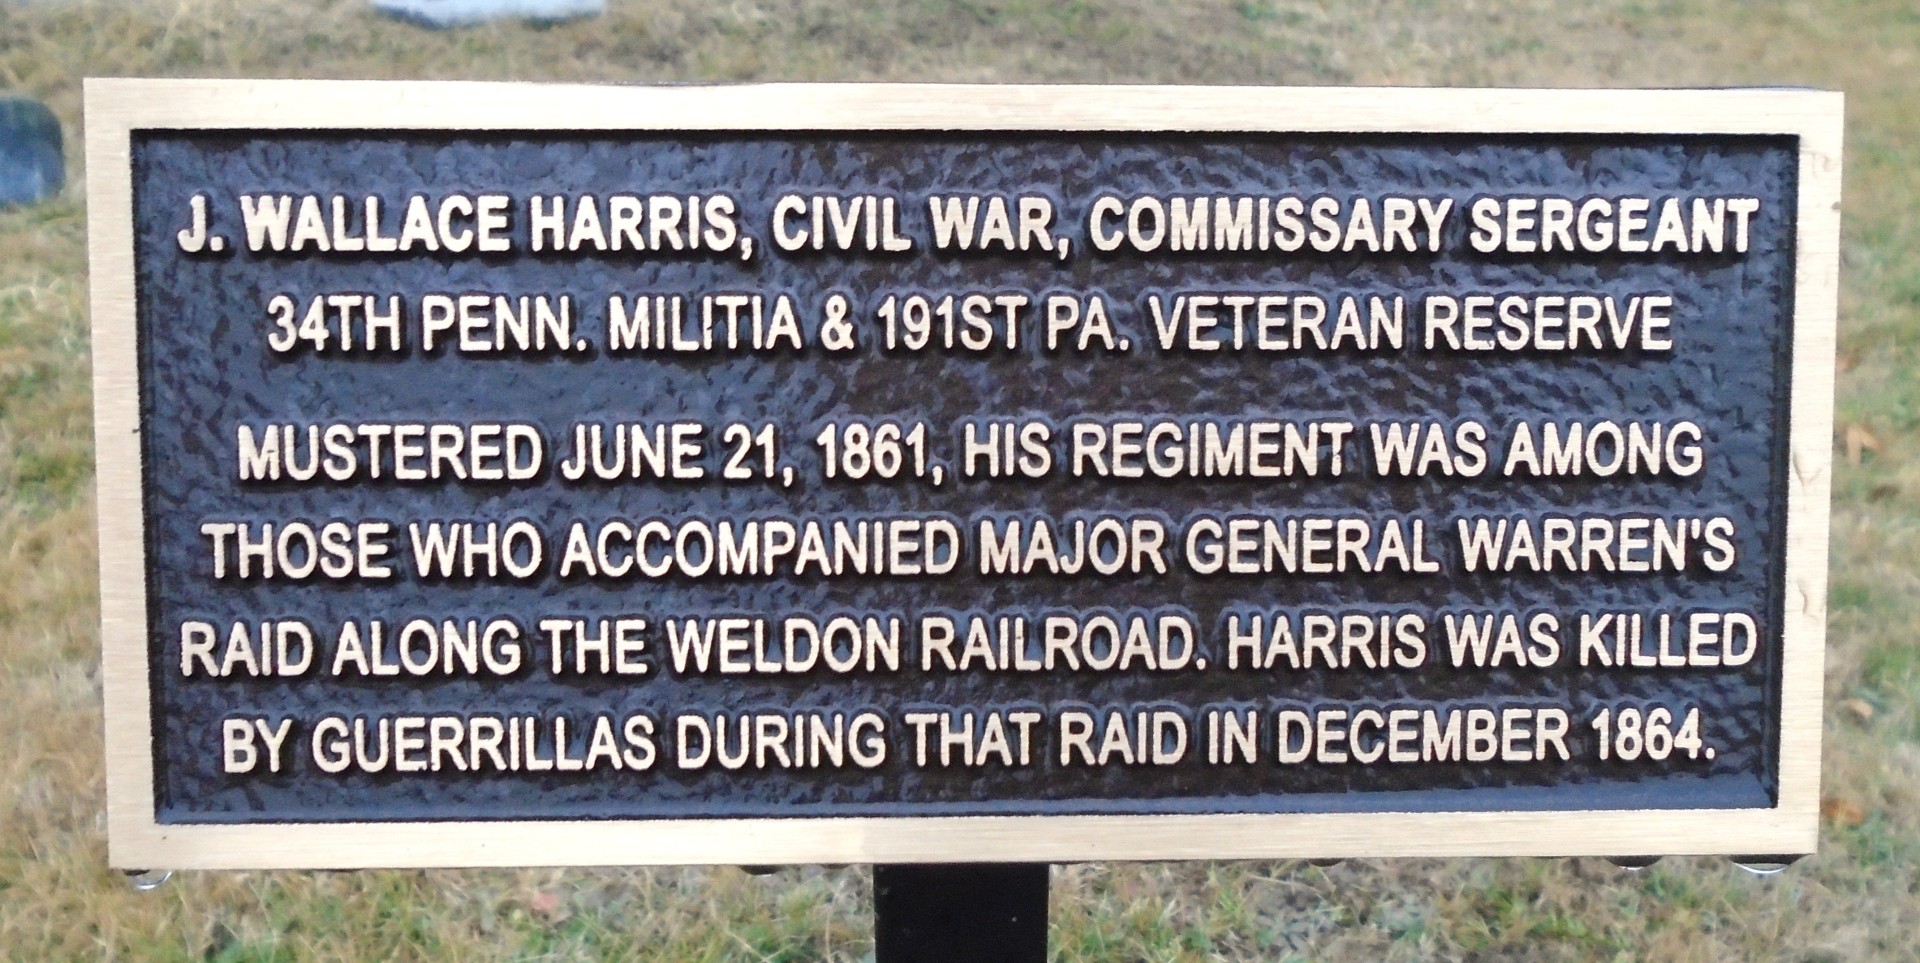 J. WALLACE HARRIS, CIVIL WAR, COMMISSARY SERGEANT
34TH PENN. MILITIA & 191ST PA. VETERAN RESERVE
MUSTERED JUNE 21, 1861, HIS REGIMENT WAS AMONG
THOSE WHO ACCOMPANIED MAJOR GENERAL WARREN'S
RAID ALONG THE WELDON RAILROAD. HARRIS WAS KILLED
BY GUERRILLAS DURING THAT RAID IN DECEMBER 1864.